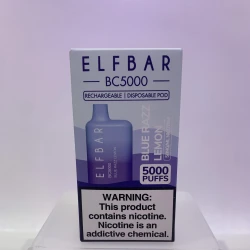 ELFBAR
BC5000
RECHARGEABLE | DISPOSABLE POD
ELFBAR
BLUE RAZZ
LEMON
5000
PUFFS
WARNING:
This product
contains nicotine.
Nicotine is an
addictive chemical.